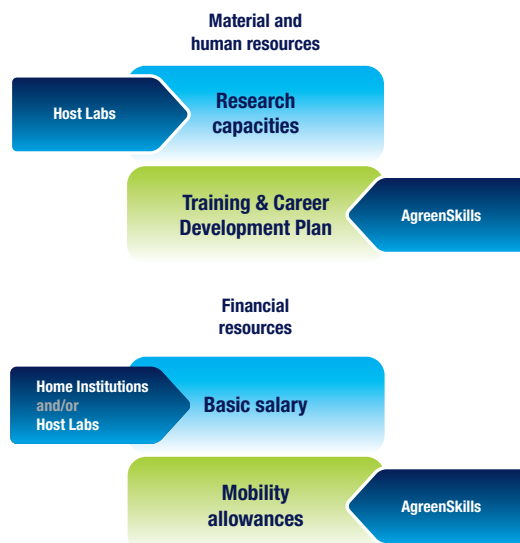 Material and
human resources
Host Labs
Research
capacities
Training & Career
Development Plan
AgreenSkills
Financial
resources
Home Institutions
and/or
Host Labs
Basic salary
Mobility
allowances
AgreenSkills